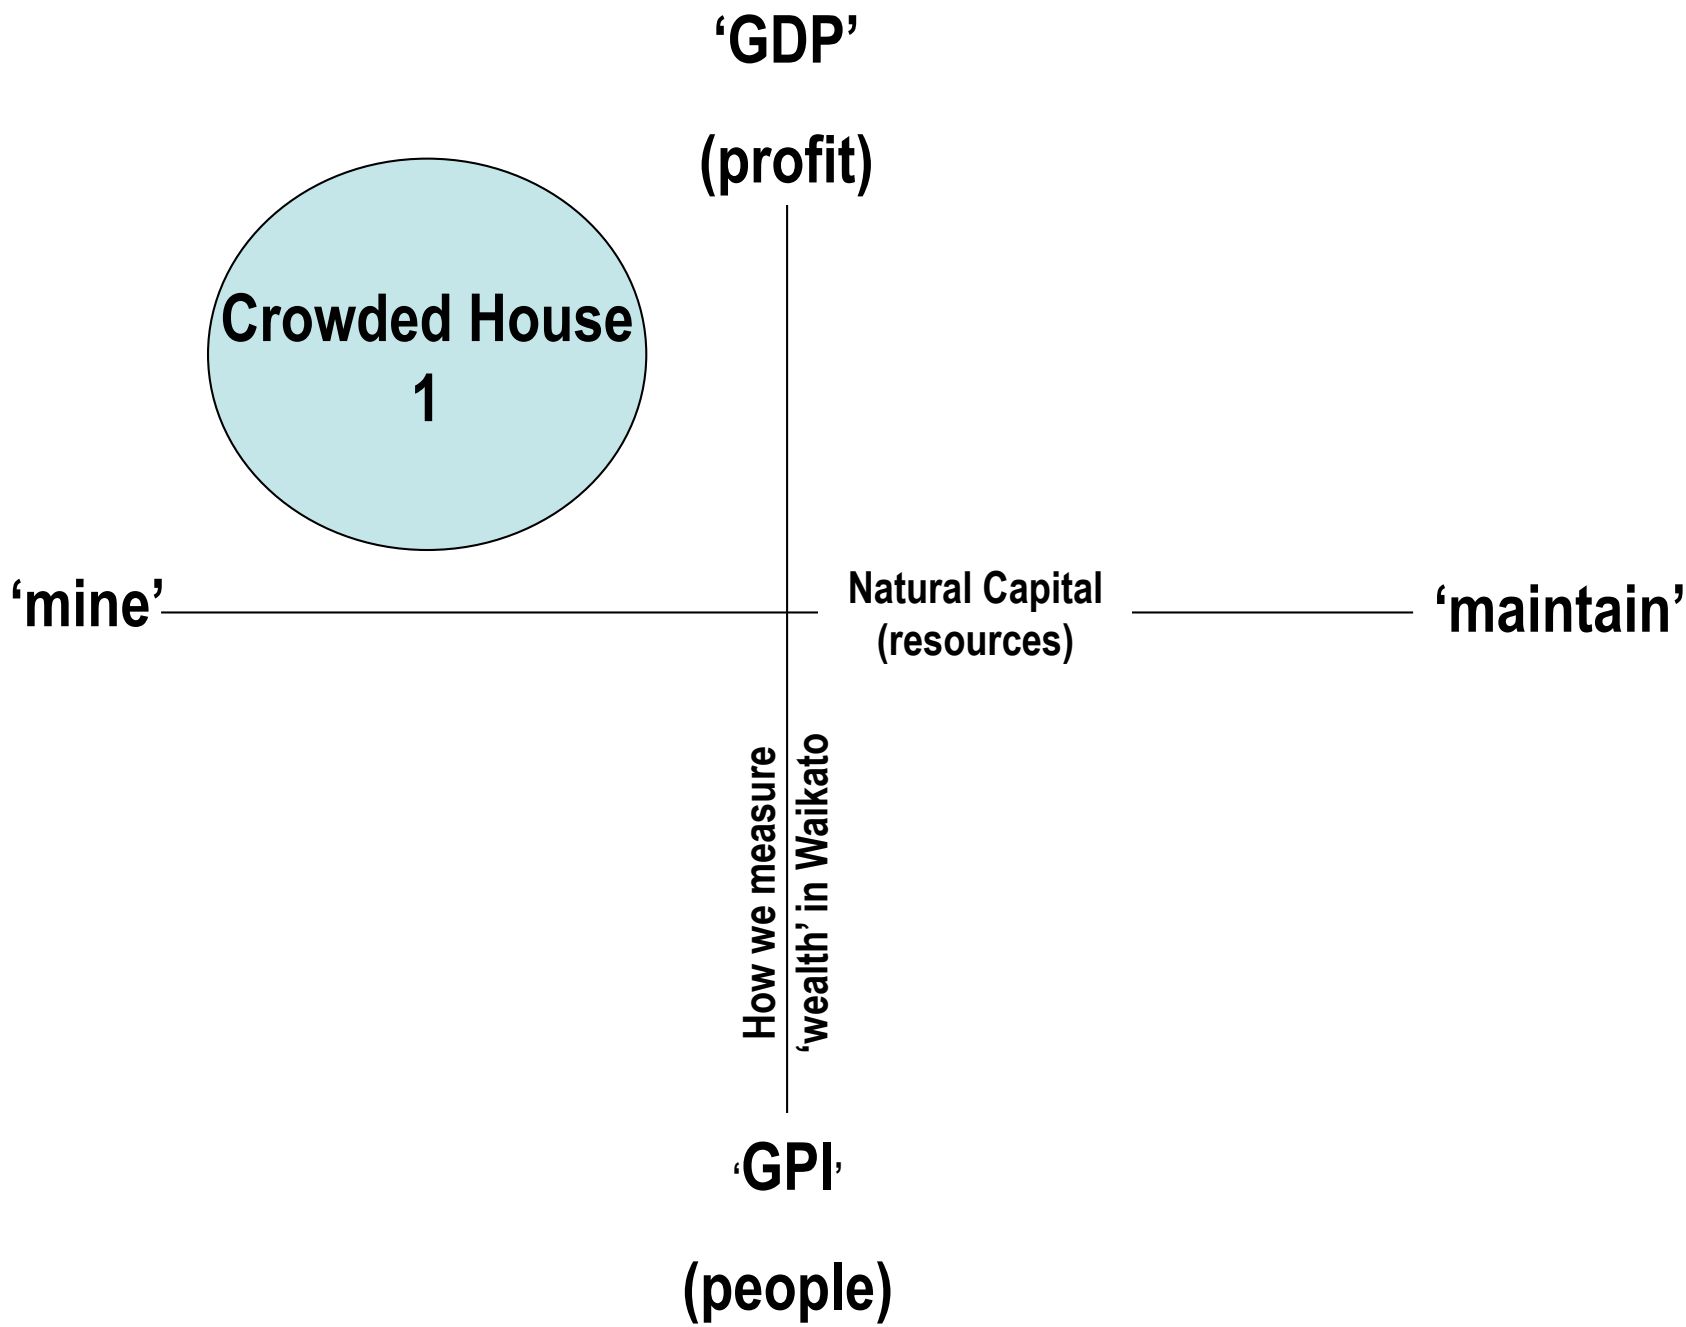 ‘GDP’
(profit)
Crowded House
1
‘mine’
Natural Capital
(resources)
‘maintain’
How we measure
‘wealth’ in Waikato
‘GPI’
(people)